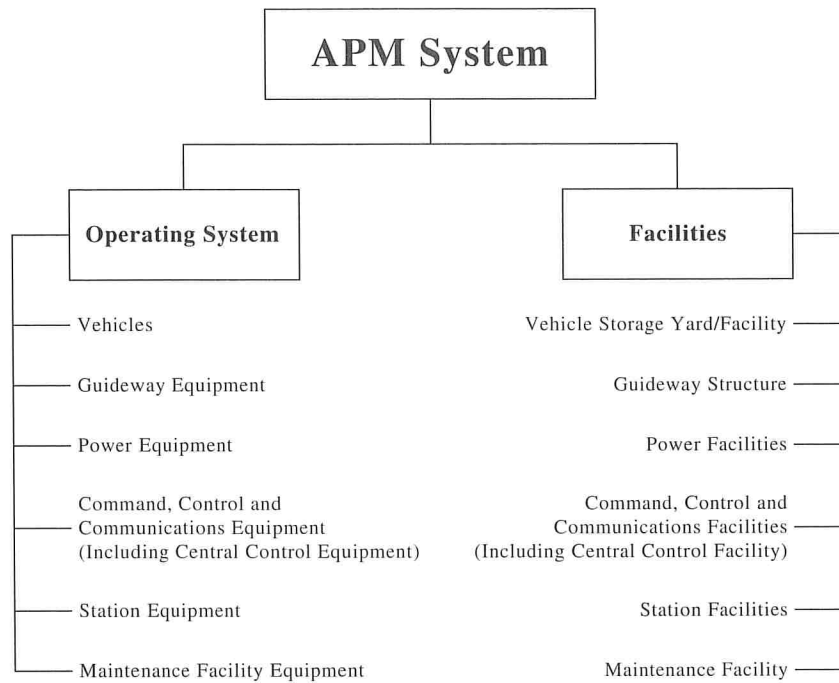 APM System
Operating System
Vehicles
Guideway Equipment
Power Equipment
Command, Control and
Communications Equipment
(Including Central Control Equipment)
Station Equipment
Maintenance Facility Equipment
Facilities
Vehicle Storage Yard/Facility
Guideway Structure
Power Facilities
Command, Control and
Communications Facilities
(Including Central Control Facility)
Station Facilities
Maintenance Facility